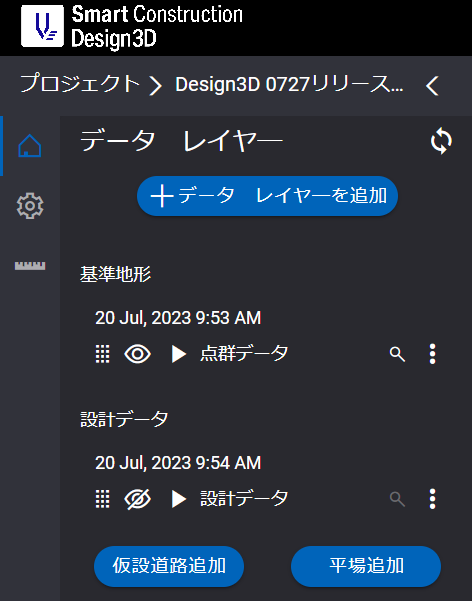 Smart Construction
Design3D
プロジェクト Design3D 0727リリース...
データ　レイヤー
データ　レイヤーを追加
基準地形
20 Jul, 2023 9:53 AM
点群データ
設計データ
20 Jul, 2023 9:54 AM
設計データ
仮設道路追加 平場追加